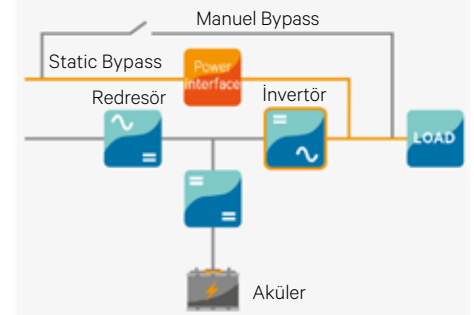 Manuel Bypass
Static Bypass
Power
interface
Redresör
İnvertör
LOAD
Aküler